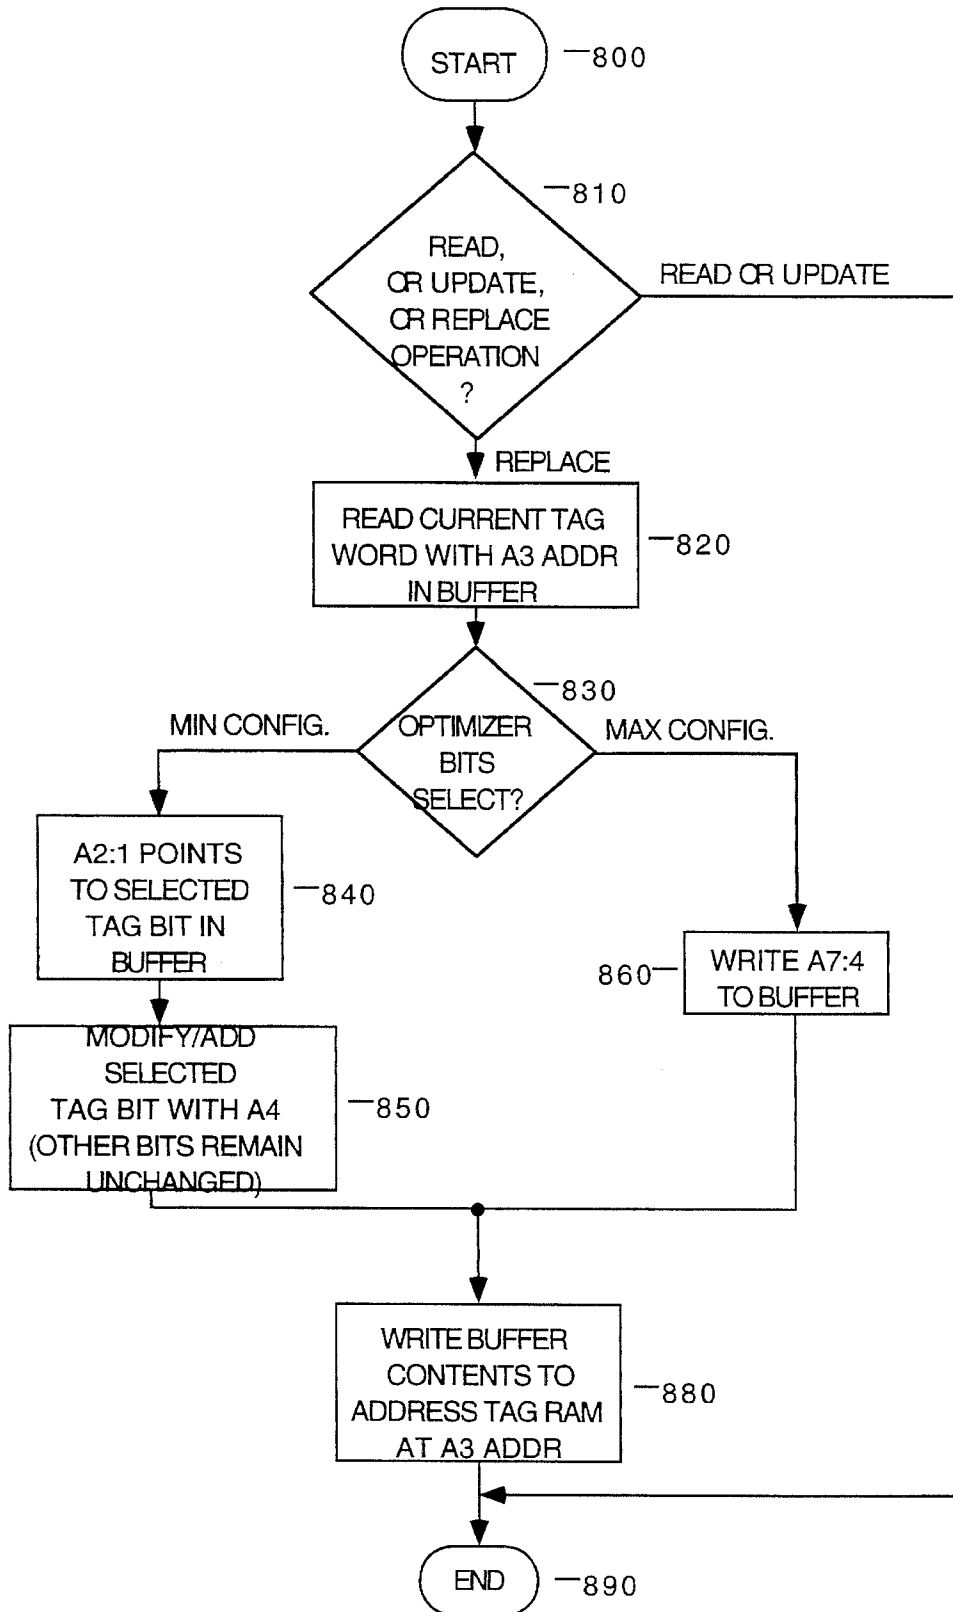 START
800
810
READ,
OR UPDATE,
OR REPLACE
OPERATION
?
READ OR UPDATE
REPLACE
READ CURRENT TAG
WORD WITH A3 ADDR
IN BUFFER
820
830
OPTIMIZER
BITS
SELECT?
MIN CONFIG.
MAX CONFIG.
A2:1 POINTS
TO SELECTED
TAG BIT IN
BUFFER
840
860
WRITE A7:4
TO BUFFER
MODIFY/ADD
SELECTED
TAG BIT WITH A4
(OTHER BITS REMAIN
UNCHANGED)
850
WRITE BUFFER
CONTENTS TO
ADDRESS TAG RAM
AT A3 ADDR
880
END
890